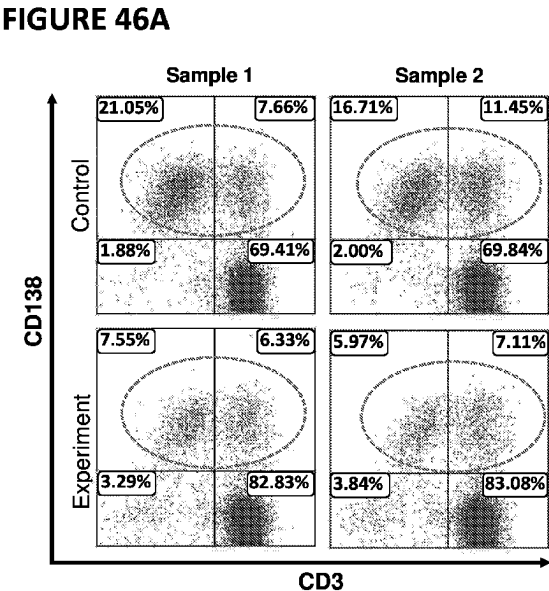 FIGURE 46A
Sample 1 Sample 2
21.05% 7.66% 16.71% 11.45%
Control
1.88% 69.41% 2.00% 69.84%
CD138
7.55% 6.33% 5.97% 7.11%
Experiment
3.29% 82.83% 3.84% 83.08%
CD3